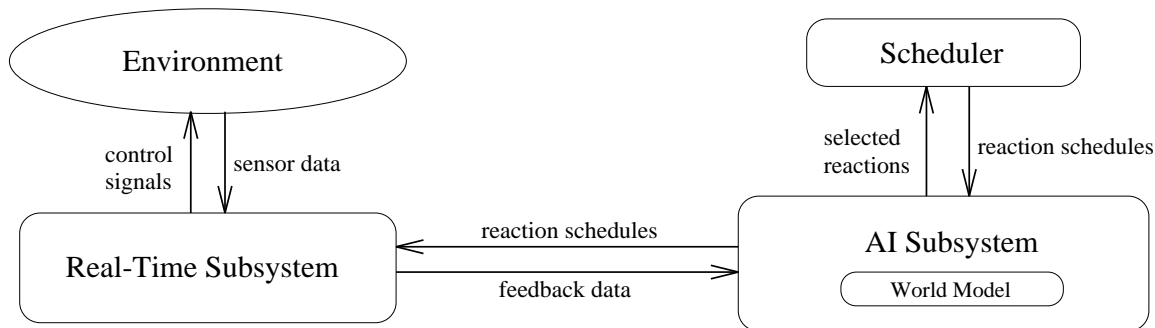 Environment
Scheduler
control
signals
sensor data
selected
reactions
reaction schedules
Real-Time Subsystem
reaction schedules
feedback data
AI Subsystem
World Model